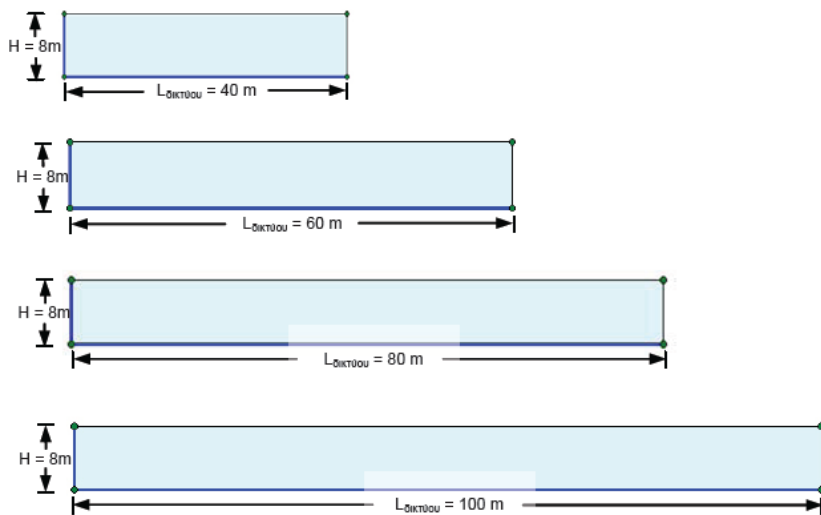 H = 8m
Lδικτύου = 40 m
H = 8m
Lδικτύου = 60 m
H = 8m
Lδικτύου = 80 m
H = 8m
Lδικτύου = 100 m